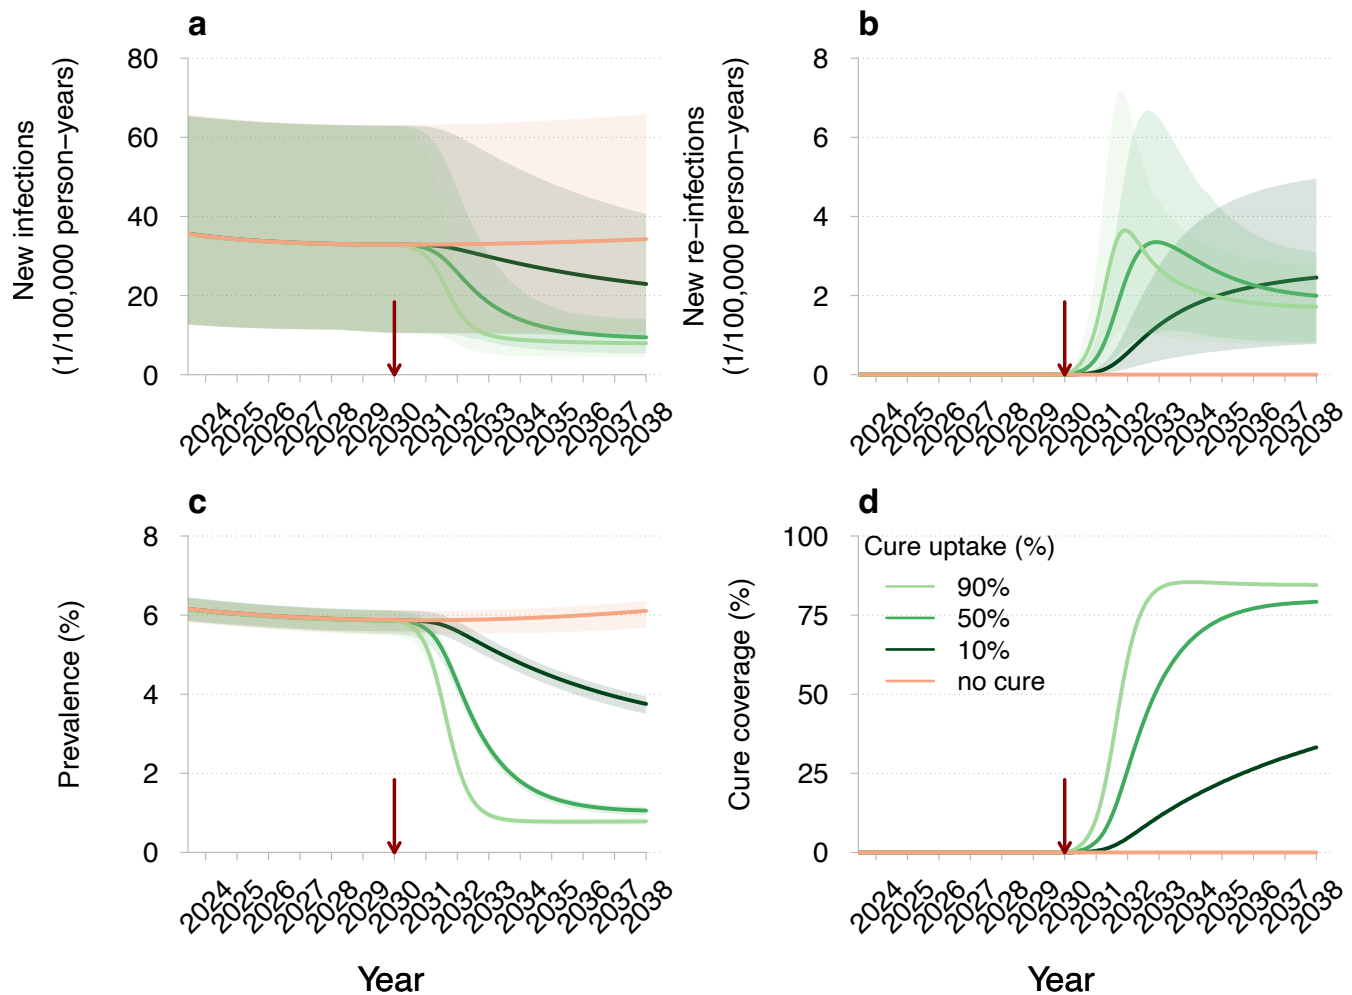 a
New infections
(1/100,000 person−years)
80
60
40
20
0
2024 2025 2026 2027 2028 2029 2030 2031 2032 2033 2034 2035 2036 2037 2038
b
New re−infections
(1/100,000 person−years)
8
6
4
2
0
2024 2025 2026 2027 2028 2029 2030 2031 2032 2033 2034 2035 2036 2037 2038
c
Prevalence (%)
8
6
4
2
0
2024 2025 2026 2027 2028 2029 2030 2031 2032 2033 2034 2035 2036 2037 2038
Year
d
Cure coverage (%)
100
75
50
25
0
Cure uptake (%)
90%
50%
10%
no cure
2024 2025 2026 2027 2028 2029 2030 2031 2032 2033 2034 2035 2036 2037 2038
Year